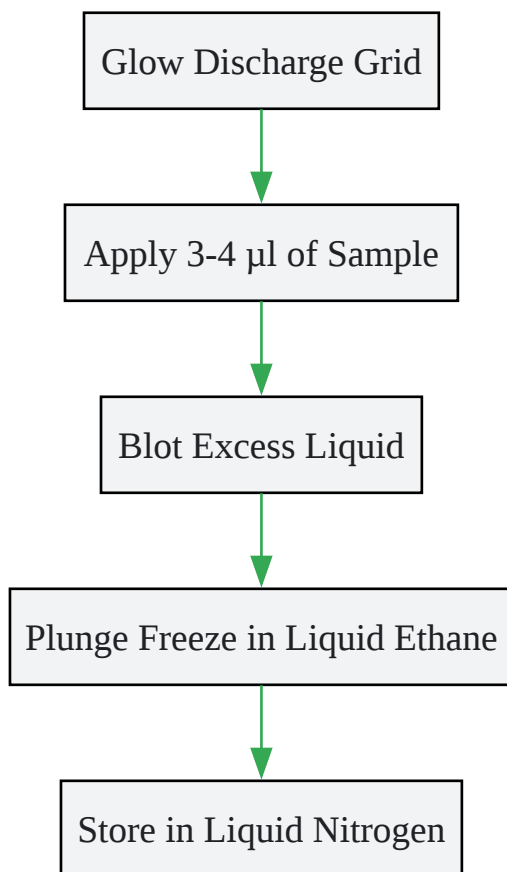 Glow Discharge Grid
Apply 3-4 µl of Sample
Blot Excess Liquid
Plunge Freeze in Liquid Ethane
Store in Liquid Nitrogen